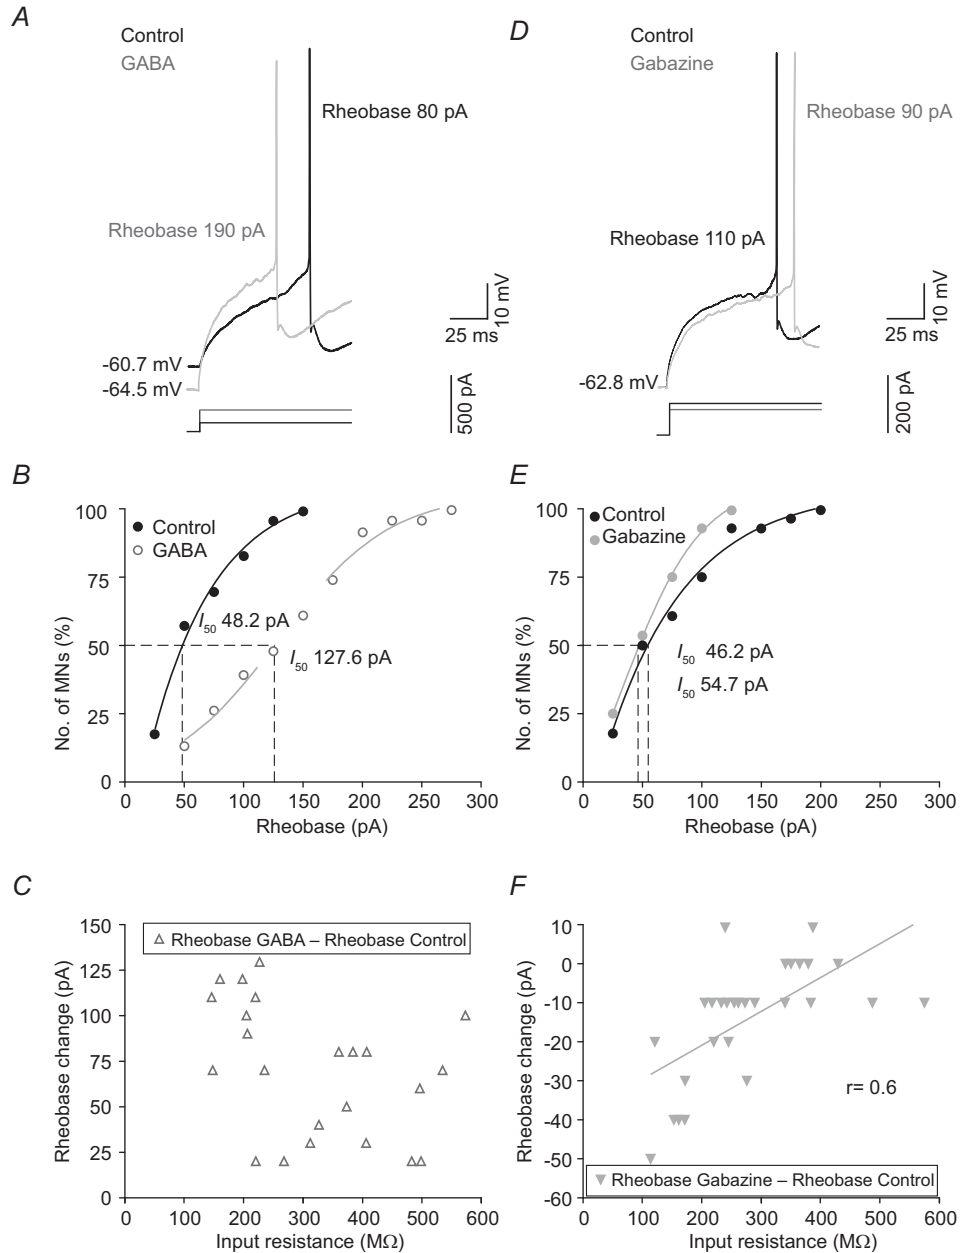 A
Control
GABA
Rheobase 80 pA
Rheobase 190 pA
10 mV
25 ms
-60.7 mV
-64.5 mV
500 pA
D
Control
Gabazine
Rheobase 90 pA
Rheobase 110 pA
10 mV
25 ms
-62.8 mV
200 pA
B
No. of MNs (%)
100
75
50
25
0
Control
GABA
I50 48.2 pA
I50 127.6 pA
0 50 100 150 200 250 300
Rheobase (pA)
E
No. of MNs (%)
100
75
50
25
0
Control
Gabazine
I50 46.2 pA
I50 54.7 pA
0 50 100 150 200 250 300
Rheobase (pA)
C
Rheobase change (pA)
150
125
100
75
50
25
0
Rheobase GABA – Rheobase Control
0 100 200 300 400 500 600
Input resistance (MΩ)
F
Rheobase change (pA)
10
0
-10
-20
-30
-40
-50
-60
r= 0.6
Rheobase Gabazine – Rheobase Control
0 100 200 300 400 500 600
Input resistance (MΩ)